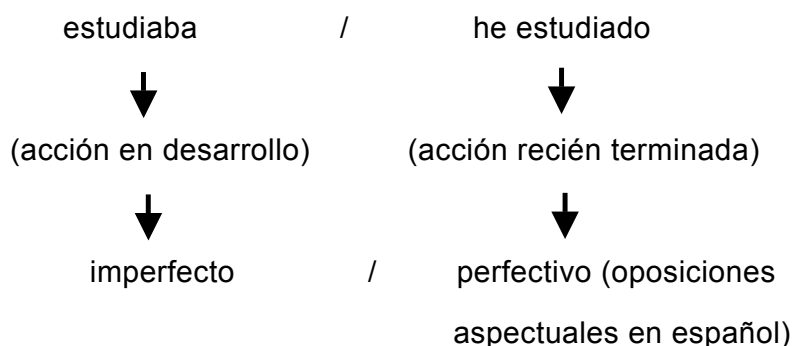 estudiaba / he estudiado
(acción en desarrollo) (acción recién terminada)
imperfecto / perfectivo (oposiciones
aspectuales en español)